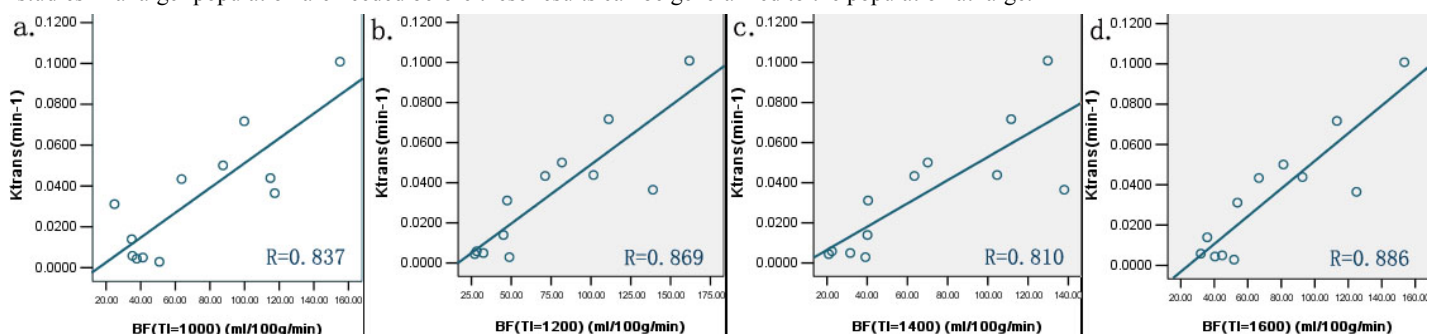 a.
0.1200
0.1000
0.0800
0.0600
0.0400
0.0200
0.0000
Ktrans(min-1)
R=0.837
20.00 40.00 60.00 80.00 100.00 120.00 140.00 160.00
BF(TI=1000) (ml/100g/min)
b.
0.1200
0.1000
0.0800
0.0600
0.0400
0.0200
0.0000
Ktrans(min-1)
R=0.869
25.00 50.00 75.00 100.00 125.00 150.00 175.00
BF(TI=1200) (ml/100g/min)
c.
0.1200
0.1000
0.0800
0.0600
0.0400
0.0200
0.0000
Ktrans(min-1)
R=0.810
20.00 40.00 60.00 80.00 100.00 120.00 140.00
BF(TI=1400) (ml/100g/min)
d.
0.1200
0.1000
0.0800
0.0600
0.0400
0.0200
0.0000
Ktrans(min-1)
R=0.886
20.00 40.00 60.00 80.00 100.00 120.00 140.00 160.00
BF(TI=1600) (ml/100g/min)